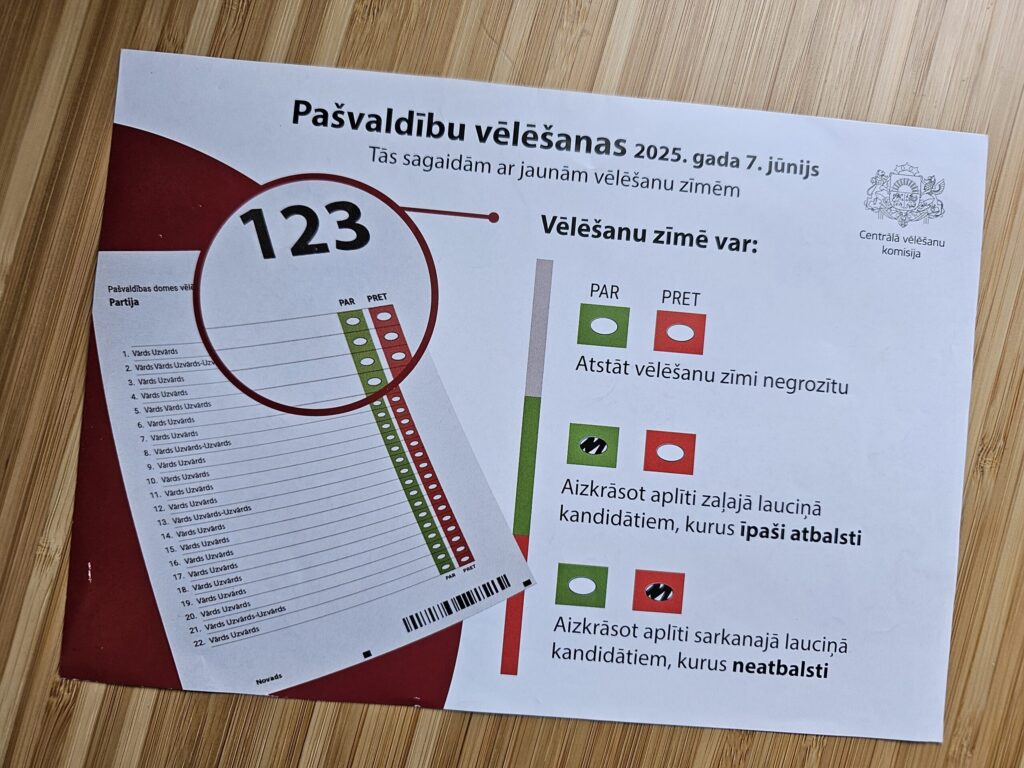 Pašvaldību vēlēšanas 2025. gada 7. jūnijs
Tās sagaidām ar jaunām vēlēšanu zīmēm
Centrālā vēlēšanu
komisija
123
Pašvaldības domes
Partija
PAR PRET
1. Vārds Uzvārds
2. Vārds Vārds Uzvārds-
3. Vārds Uzvārds
4. Vārds Uzvārds
5. Vārds Vārds Uzvārds
6. Vārds Uzvārds
7. Vārds Uzvārds
8. Vārds Uzvārds-Uzvārds
9. Vārds Uzvārds
10. Vārds Uzvārds
11. Vārds Uzvārds
12. Vārds Uzvārds
13. Vārds Uzvārds-Uzvārds
14. Vārds Uzvārds
15. Vārds Uzvārds
16. Vārds Uzvārds
17. Vārds Uzvārds
18. Vārds Uzvārds
19. Vārds Uzvārds
20. Vārds Uzvārds
21. Vārds Uzvārds-Uzvārds
22. Vārds Uzvārds
PAR PRET
Novads
Vēlēšanu zīmē var:
PAR PRET
Atstāt vēlēšanu zīmi negrozītu
Aizkrāsot aplīti zaļajā lauciņā
kandidātiem, kurus īpaši atbalsti
Aizkrāsot aplīti sarkanajā lauciņā
kandidātiem, kurus neatbalsti